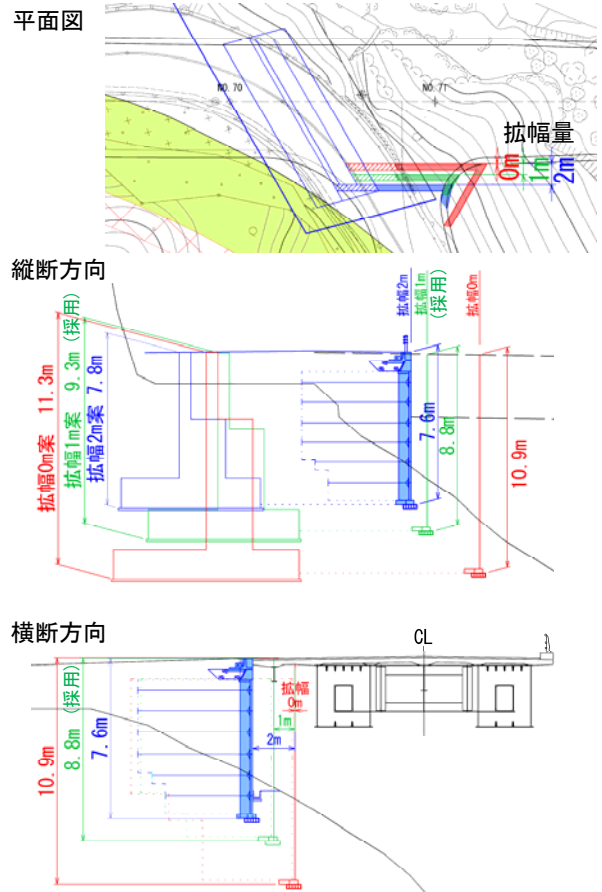 平面図
NO.70
NO.71
拡幅量
0m
1m
2m
縦断方向
拡幅2m
拡幅1m
(採用)
拡幅0m
拡幅0m案 11.3m
拡幅1m案 9.3m (採用)
拡幅2m案 7.8m
7.6m
8.8m
10.9m
横断方向
CL
10.9m
8.8m (採用)
7.6m
拡幅
0m
1m
2m